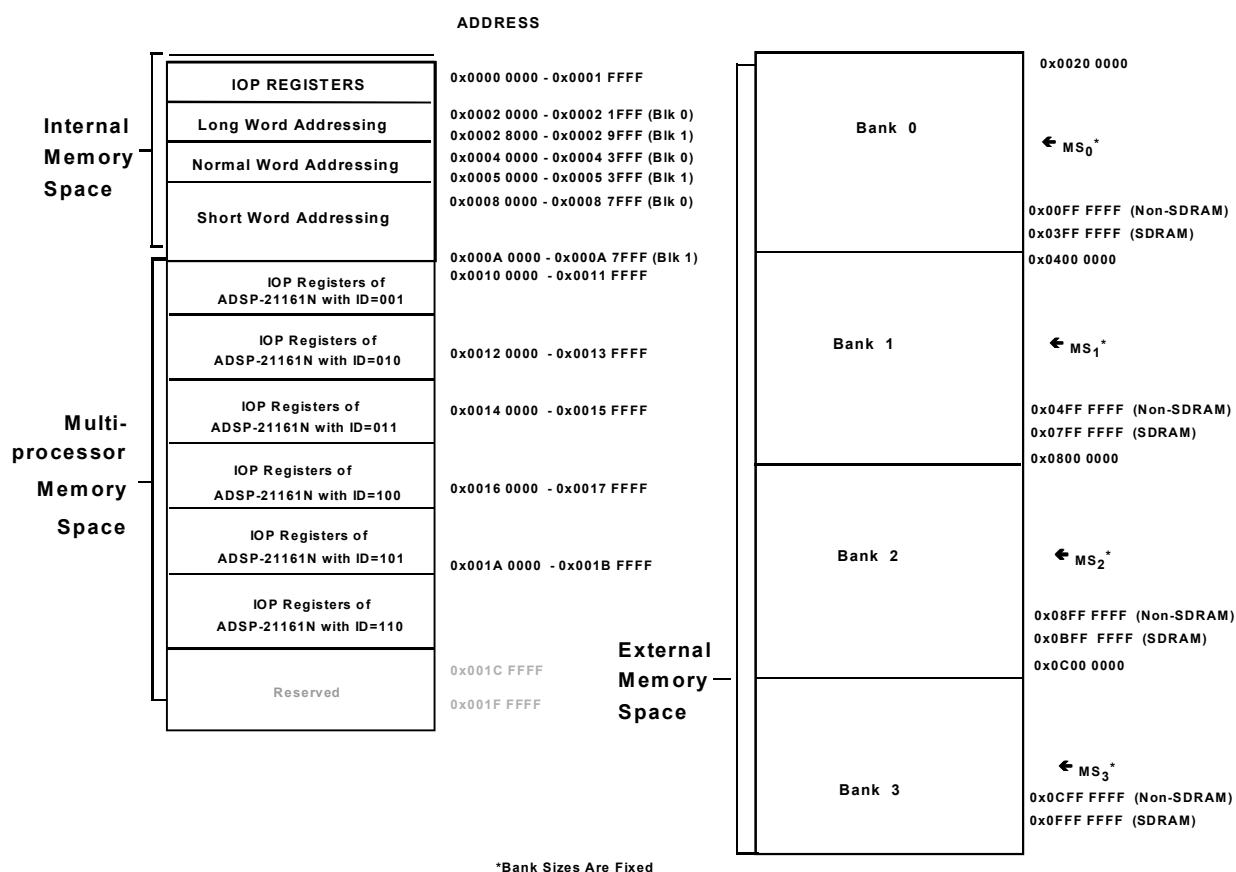 ADDRESS
Internal
Memory
Space
IOP REGISTERS
0x0000 0000 - 0x0001 FFFF
Long Word Addressing
0x0002 0000 - 0x0002 1FFF (Blk 0)
0x0002 8000 - 0x0002 9FFF (Blk 1)
Normal Word Addressing
0x0004 0000 - 0x0004 3FFF (Blk 0)
0x0005 0000 - 0x0005 3FFF (Blk 1)
Short Word Addressing
0x0008 0000 - 0x0008 7FFF (Blk 0)
0x000A 0000 - 0x000A 7FFF (Blk 1)
Multi-
processor
Memory
Space
IOP Registers of
ADSP-21161N with ID=001
0x0010 0000 - 0x0011 FFFF
IOP Registers of
ADSP-21161N with ID=010
0x0012 0000 - 0x0013 FFFF
IOP Registers of
ADSP-21161N with ID=011
0x0014 0000 - 0x0015 FFFF
IOP Registers of
ADSP-21161N with ID=100
0x0016 0000 - 0x0017 FFFF
IOP Registers of
ADSP-21161N with ID=101
0x001A 0000 - 0x001B FFFF
IOP Registers of
ADSP-21161N with ID=110
Reserved
0x001C FFFF
0x001F FFFF
External
Memory
Space
0x0020 0000
Bank 0
MS0*
0x00FF FFFF (Non-SDRAM)
0x03FF FFFF (SDRAM)
0x0400 0000
Bank 1
MS1*
0x04FF FFFF (Non-SDRAM)
0x07FF FFFF (SDRAM)
0x0800 0000
Bank 2
MS2*
0x08FF FFFF (Non-SDRAM)
0x0BFF FFFF (SDRAM)
0x0C00 0000
Bank 3
MS3*
0x0CFF FFFF (Non-SDRAM)
0x0FFF FFFF (SDRAM)
*Bank Sizes Are Fixed